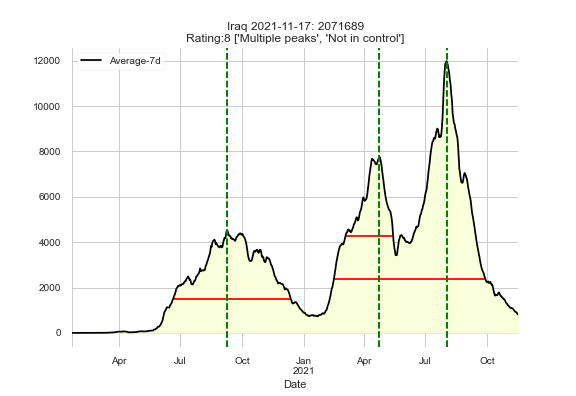 Iraq 2021-11-17: 2071689
Rating:8 ['Multiple peaks', 'Not in control']
Average-7d
12000
10000
8000
6000
4000
2000
0
Apr Jul Oct Jan Apr Jul Oct
2021
Date